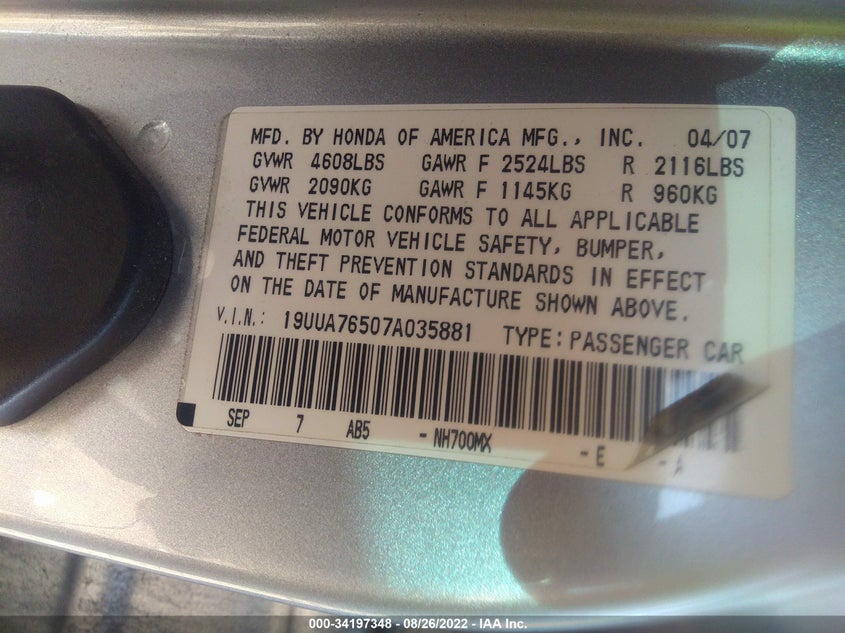 MFD. BY HONDA OF AMERICA MFG., INC. 04/07
GVWR 4608LBS GAWR F 2524LBS R 2116LBS
GVWR 2090KG GAWR F 1145KG R 960KG
THIS VEHICLE CONFORMS TO ALL APPLICABLE
FEDERAL MOTOR VEHICLE SAFETY, BUMPER,
AND THEFT PREVENTION STANDARDS IN EFFECT
ON THE DATE OF MANUFACTURE SHOWN ABOVE.
V.I.N.: 19UUA76507A035881 TYPE: PASSENGER CAR
SEP 7 AB5 - NH700MX - E - A
000-34197348 - 08/26/2022 - IAA Inc.